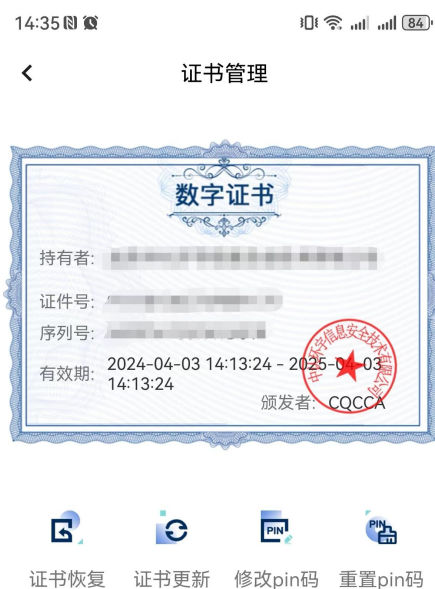 14:35
84
证书管理
数字证书
持有者:
证件号:
序列号:
有效期: 2024-04-03 14:13:24 - 2025-04-03
14:13:24
颁发者: CQCCA
证书恢复 证书更新 修改pin码 重置pin码
PIN
PIN